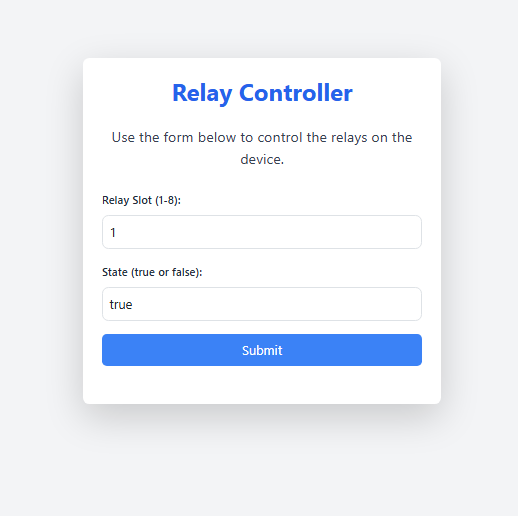 Relay Controller
Use the form below to control the relays on the
device.
Relay Slot (1-8):
1
State (true or false):
true
Submit